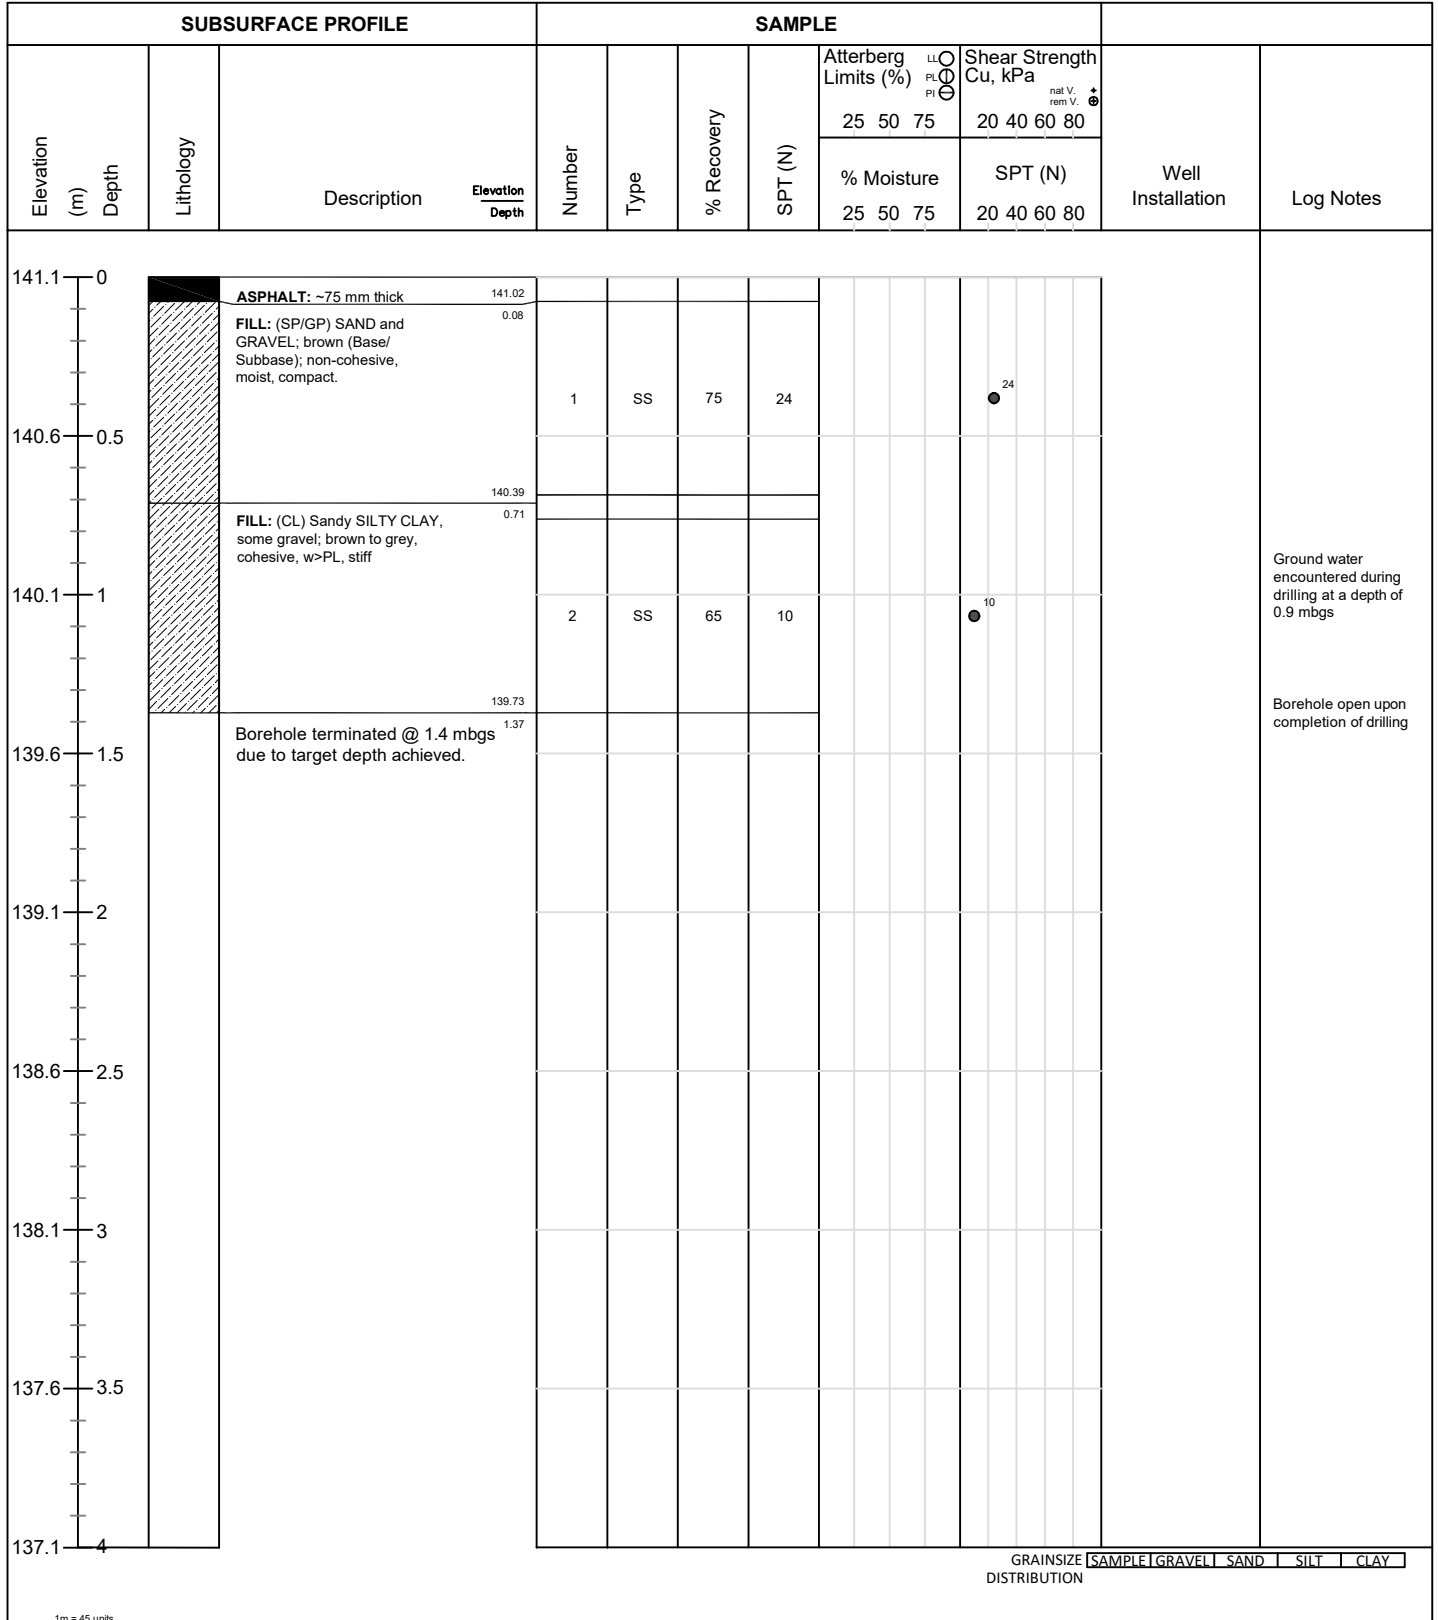 SUBSURFACE PROFILE
SAMPLE
Elevation
(m)
Depth
Lithology
Description
Elevation
Depth
Number
Type
% Recovery
SPT (N)
Atterberg
Limits (%)
LL
PL
PI
25 50 75
% Moisture
25 50 75
Shear Strength
Cu, kPa
nat V.
rem V.
20 40 60 80
SPT (N)
20 40 60 80
Well
Installation
Log Notes
141.1 0
ASPHALT: ~75 mm thick 141.02
0.08
FILL: (SP/GP) SAND and
GRAVEL; brown (Base/
Subbase); non-cohesive,
moist, compact.
1 SS 75 24
24
140.6 0.5
140.39
0.71
FILL: (CL) Sandy SILTY CLAY,
some gravel; brown to grey,
cohesive, w>PL, stiff
Ground water
encountered during
drilling at a depth of
0.9 mbgs
140.1 1
2 SS 65 10
10
139.73
1.37
Borehole open upon
completion of drilling
Borehole terminated @ 1.4 mbgs
due to target depth achieved.
139.6 1.5
139.1 2
138.6 2.5
138.1 3
137.6 3.5
137.1 4
GRAINSIZE
DISTRIBUTION
SAMPLE GRAVEL SAND SILT CLAY
1m = 45 units